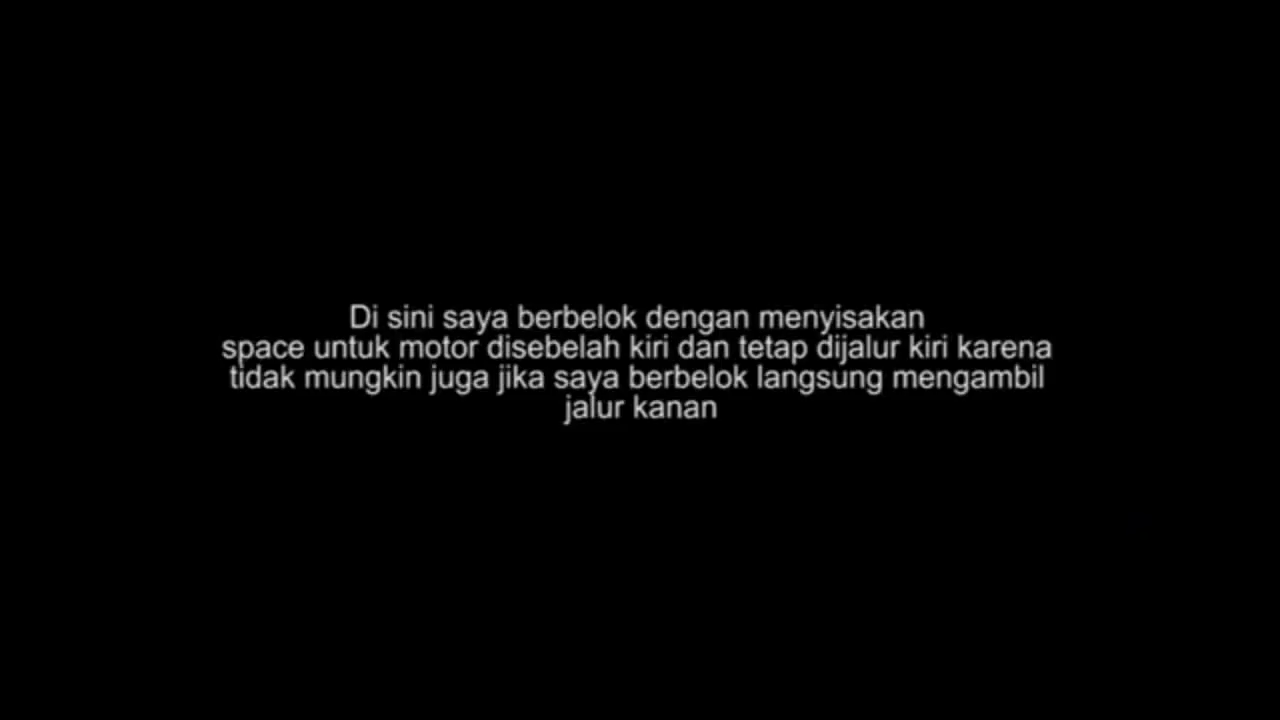 Di sini saya berbelok dengan menyisakan
space untuk motor disebelah kiri dan tetap dijalur kiri karena
tidak mungkin juga jika saya berbelok langsung mengambil
jalur kanan